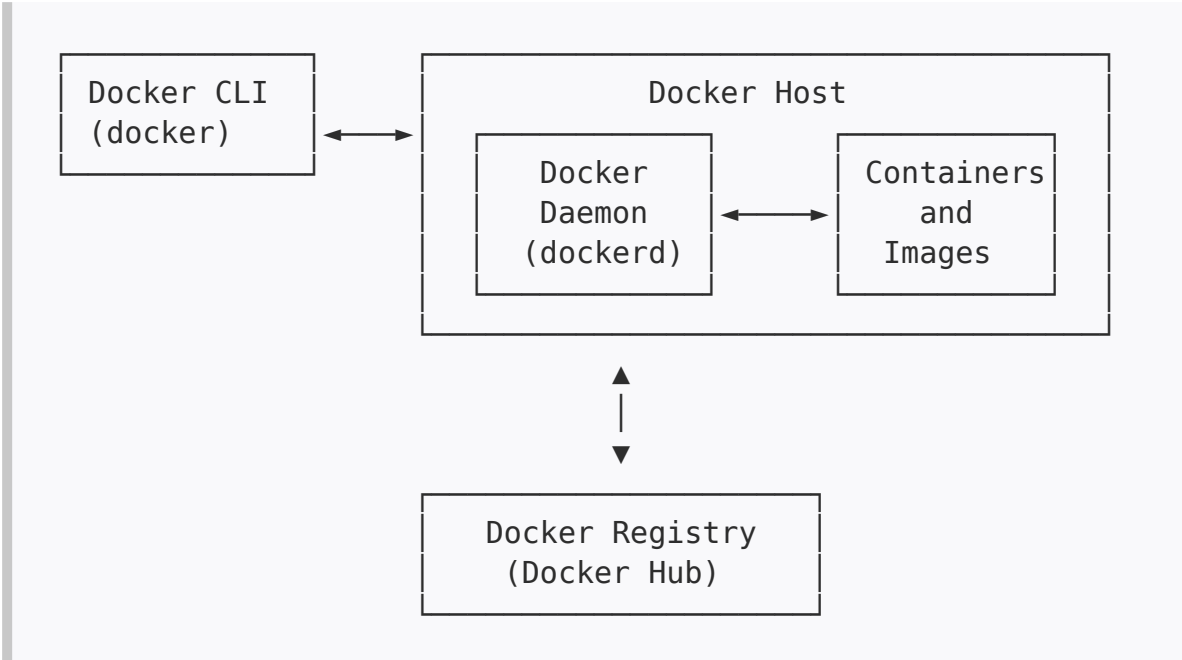 Docker CLI
(docker)
Docker Host
Docker
Daemon
(dockerd)
Containers
and
Images
Docker Registry
(Docker Hub)